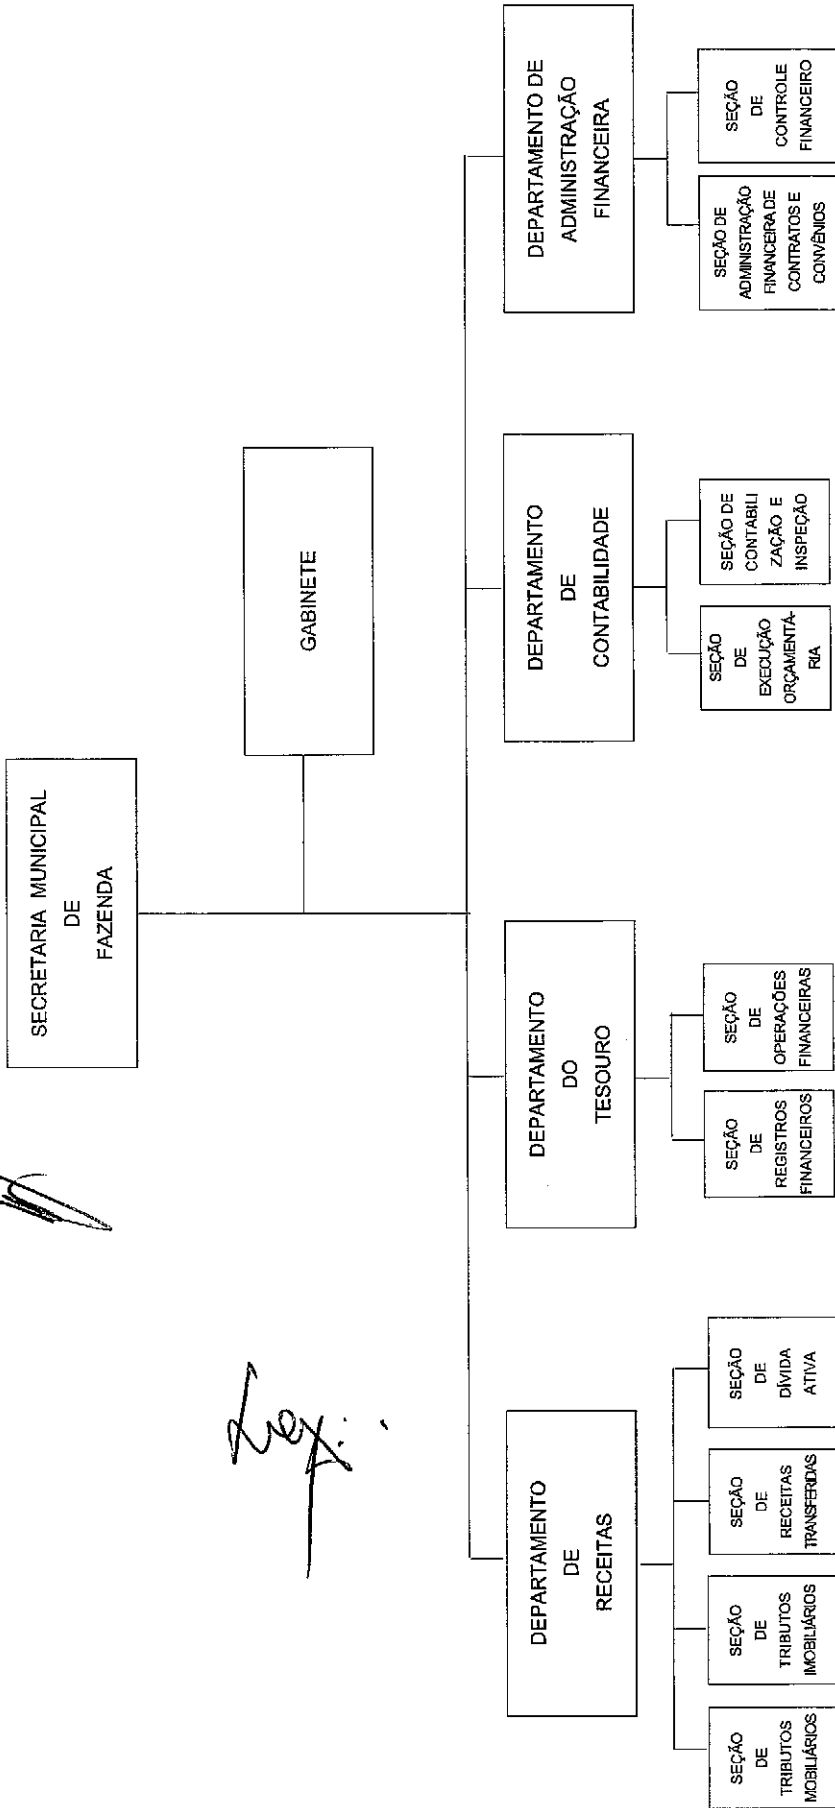 SECRETARIA MUNICIPAL
DE
FAZENDA
GABINETE
DEPARTAMENTO
DE
RECEITAS
DEPARTAMENTO
DO
TESOURO
DEPARTAMENTO
DE
CONTABILIDADE
DEPARTAMENTO DE
ADMINISTRAÇÃO
FINANCEIRA
SEÇÃO
DE
TRIBUTOS
MOBILIÁRIOS
SEÇÃO
DE
TRIBUTOS
IMOBILIÁRIOS
SEÇÃO
DE
RECEITAS
TRANSFERIDAS
SEÇÃO
DE
DÍVIDA
ATIVA
SEÇÃO
DE
REGISTROS
FINANCEIROS
SEÇÃO
DE
OPERAÇÕES
FINANCEIRAS
SEÇÃO
DE
EXECUÇÃO
ORÇAMENTÁ-
RIA
SEÇÃO DE
CONTABILI
ZAÇÃO E
INSPEÇÃO
SEÇÃO DE
ADMINISTRAÇÃO
FINANCEIRA DE
CONTRATOS E
CONVÊNIOS
SEÇÃO
DE
CONTROLE
FINANCEIRO